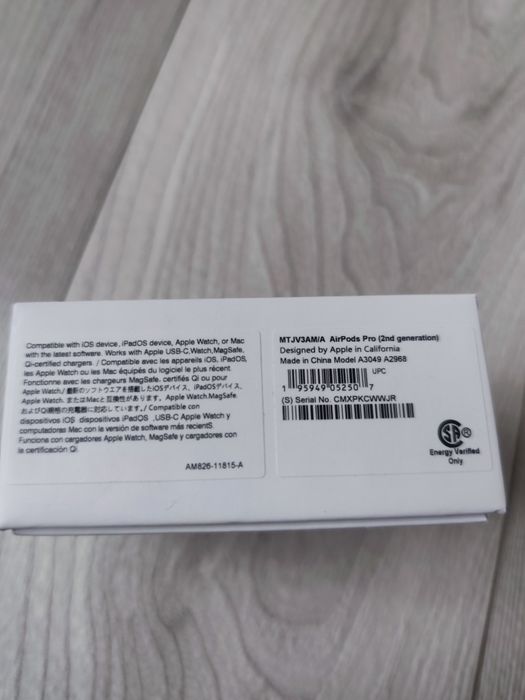 Compatible with iOS device, iPadOS device, Apple Watch, or Mac
with the latest software. Works with Apple USB-C,Watch,MagSafe,
Qi-certified chargers. / Compatible avec les appareils iOS, iPadOS,
les Apple Watch ou les Mac équipés du logiciel le plus récent.
Fonctionne avec les chargeurs MagSafe. certifiés Qi ou pour
Apple Watch./ 最新のソフトウエアを搭載したiOSデバイス、iPadOSデバイス、
Apple Watch. またはMacと互換性があります。Apple Watch.MagSafe.
およびQi規格の充電器に対応しています。/ Compatible con
dispositivos iOS dispositivos iPadOS ,USB-C Apple Watch y
computadoras Mac con la versión de software más recientS.
Funciona con cargadores Apple Watch, MagSafe y cargadores con
la certificación Qi
AM826-11815-A
MTJV3AM/A AirPods Pro (2nd generation)
Designed by Apple in California
Made in China Model A3049 A2968
UPC
1 95949 05250 7
(S) Serial No. CMXPKCWWJR
SA ®
Energy Verified
Only